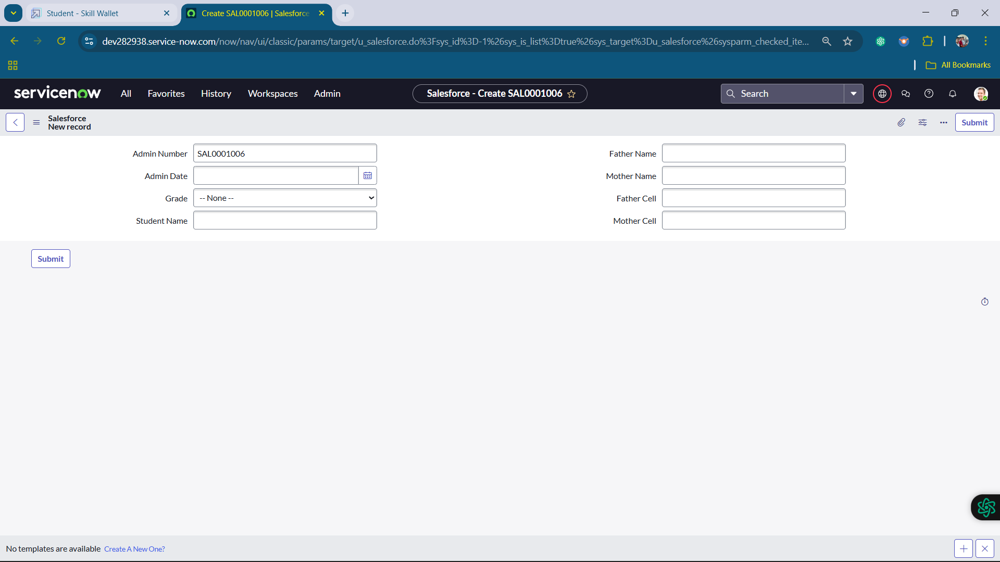 Student - Skill Wallet
Create SAL0001006 | Salesforce
dev282938.service-now.com/now/nav/ui/classic/params/target/u_salesforce.do%3Fsys_id%3D-1%26sys_is_list%3Dtrue%26sys_target%3Du_salesforce%26sysparm_checked_ite...
All Bookmarks
servicenow All Favorites History Workspaces Admin Salesforce - Create SAL0001006 Search
Salesforce
New record
Submit
Admin Number SAL0001006 Father Name
Admin Date Mother Name
Grade -- None -- Father Cell
Student Name Mother Cell
Submit
No templates are available Create A New One?